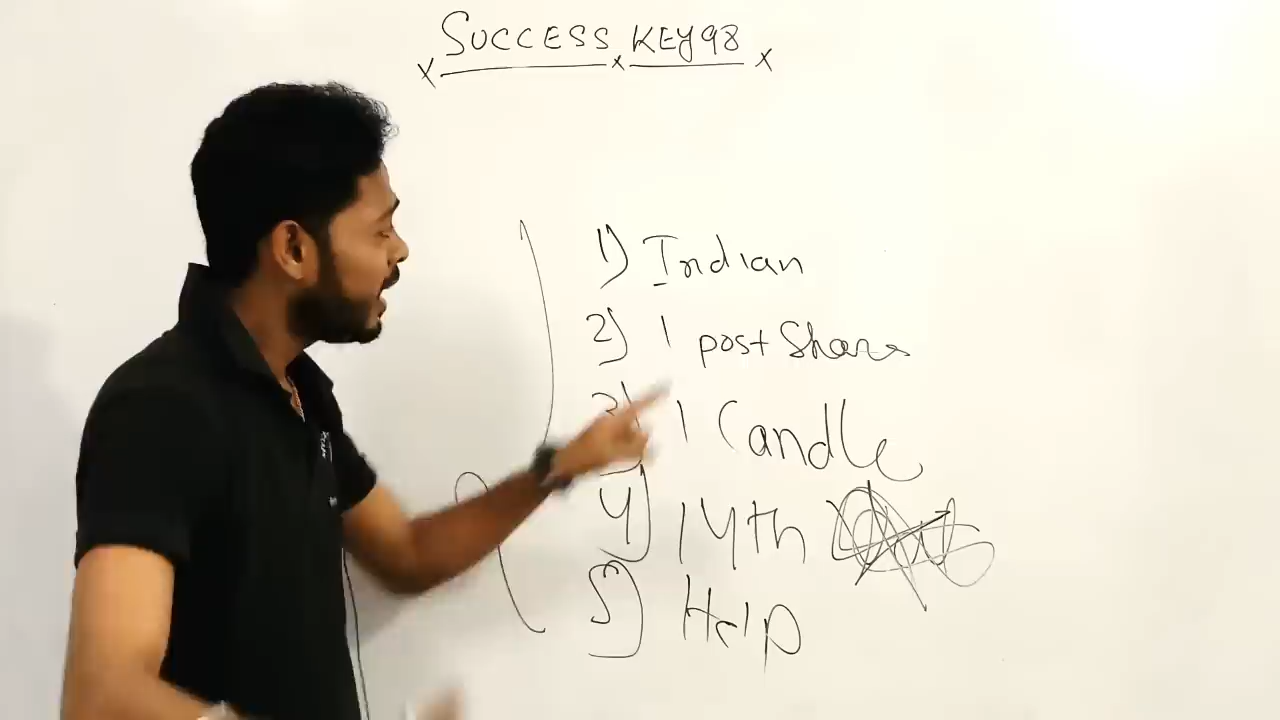 SUCCESS KEY98
1) Indian
2) 1 post Share
3) 1 Candle
4) 14th
5) Help